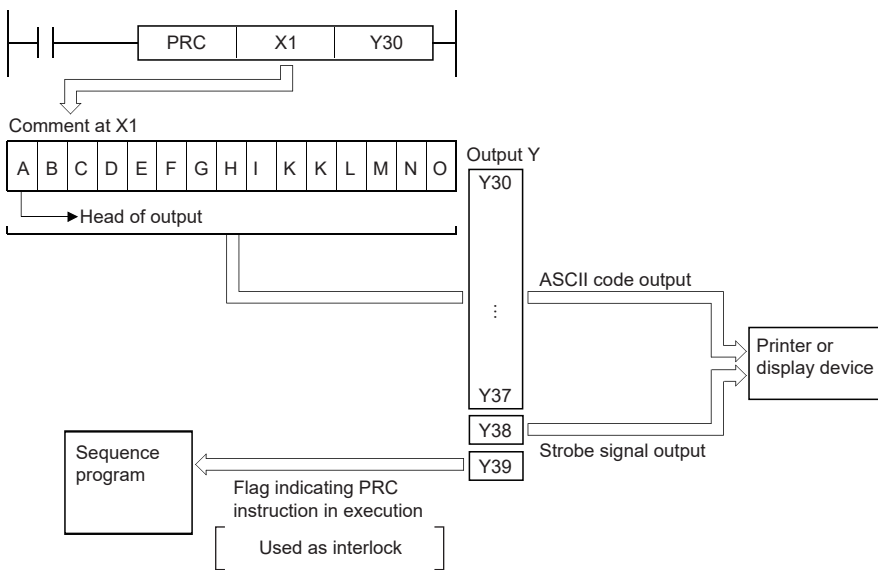 PRC X1 Y30
Comment at X1
A B C D E F G H I K K L M N O
Head of output
Output Y
Y30
⋮
Y37
Y38
Y39
ASCII code output
Strobe signal output
Printer or
display device
Sequence
program
Flag indicating PRC
instruction in execution
Used as interlock